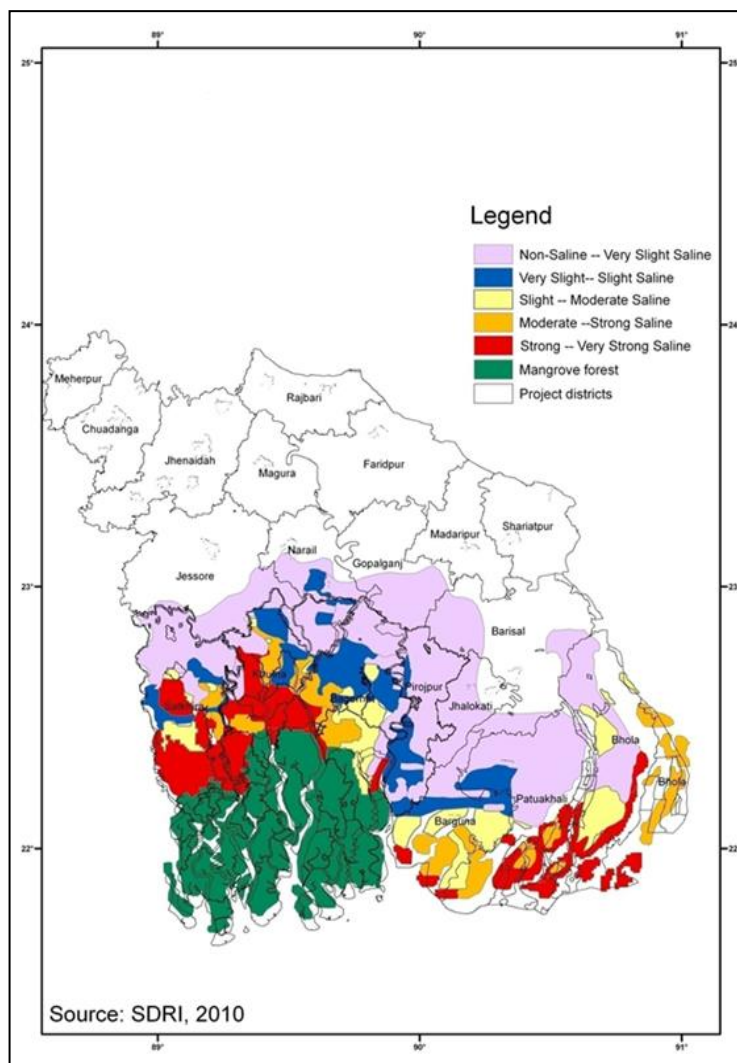 89°
90°
91°
25°
25
Legend
Non-Saline -- Very Slight Saline
Very Slight-- Slight Saline
Slight -- Moderate Saline
Moderate --Strong Saline
Strong -- Very Strong Saline
Mangrove forest
Project districts
24°
24
Meherpur
Rajbari
Chuadanga
Jhenaidah
Magura
Faridpur
Madaripur
Shariatpur
Narail
Gopalganj
Jessore
23°
23
Barisal
Khulna
Bagerhat
Pirojpur
Jhalokati
Bhola
Bhola
Patuakhali
Barguna
22°
22
Source: SDRI, 2010
89°
90°
91°